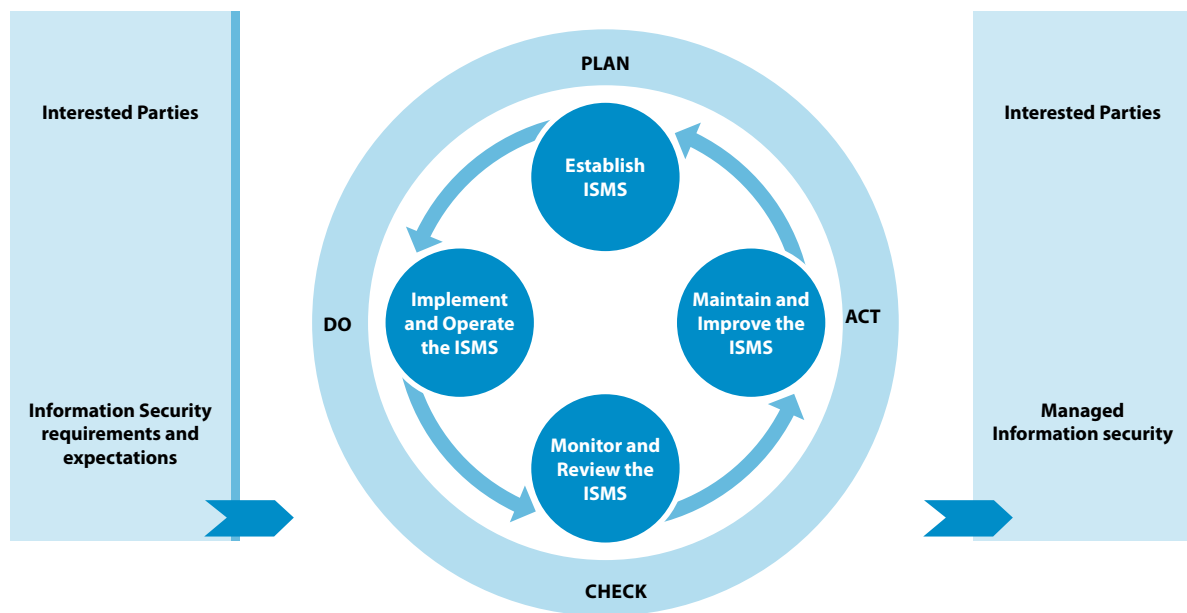 Interested Parties
Information Security
requirements and
expectations
PLAN
Establish
ISMS
DO
Implement
and Operate
the ISMS
Maintain and
Improve the
ISMS
ACT
Monitor and
Review the
ISMS
CHECK
Interested Parties
Managed
Information security